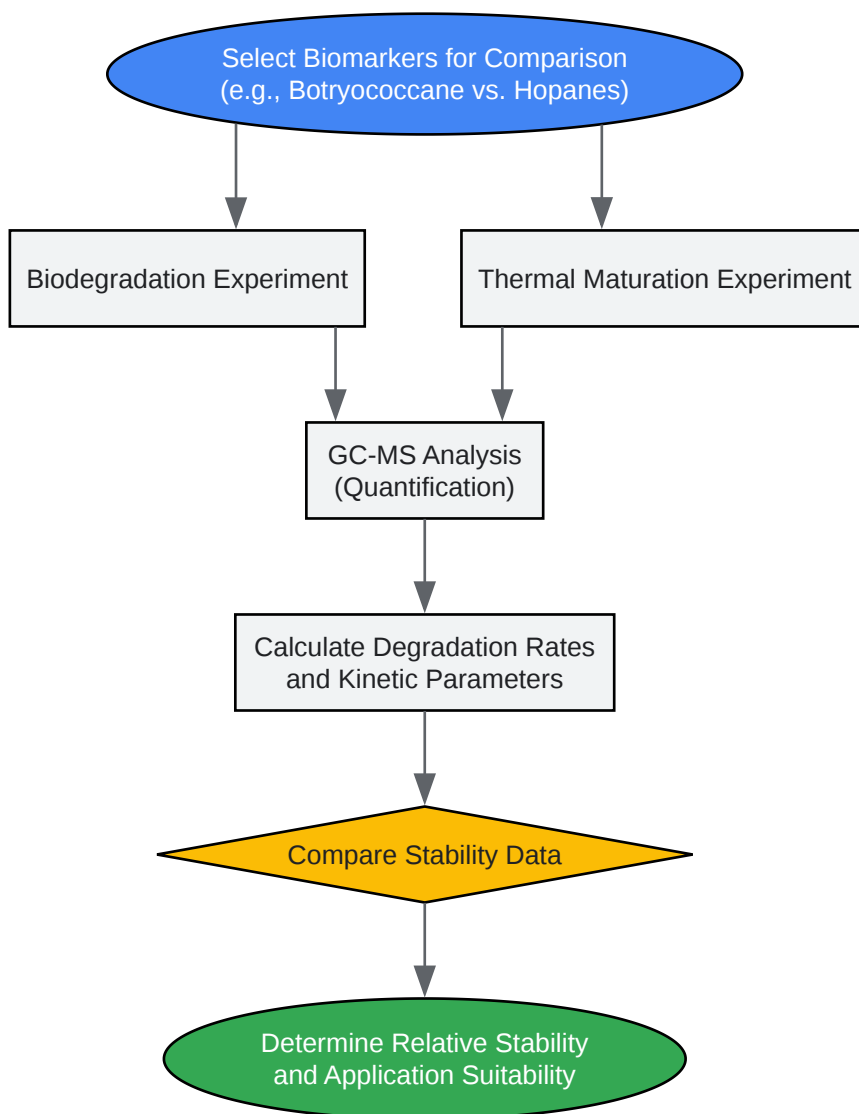 Select Biomarkers for Comparison
(e.g., Botryococcane vs. Hopanes)
Biodegradation Experiment
Thermal Maturation Experiment
GC-MS Analysis
(Quantification)
Calculate Degradation Rates
and Kinetic Parameters
Compare Stability Data
Determine Relative Stability
and Application Suitability